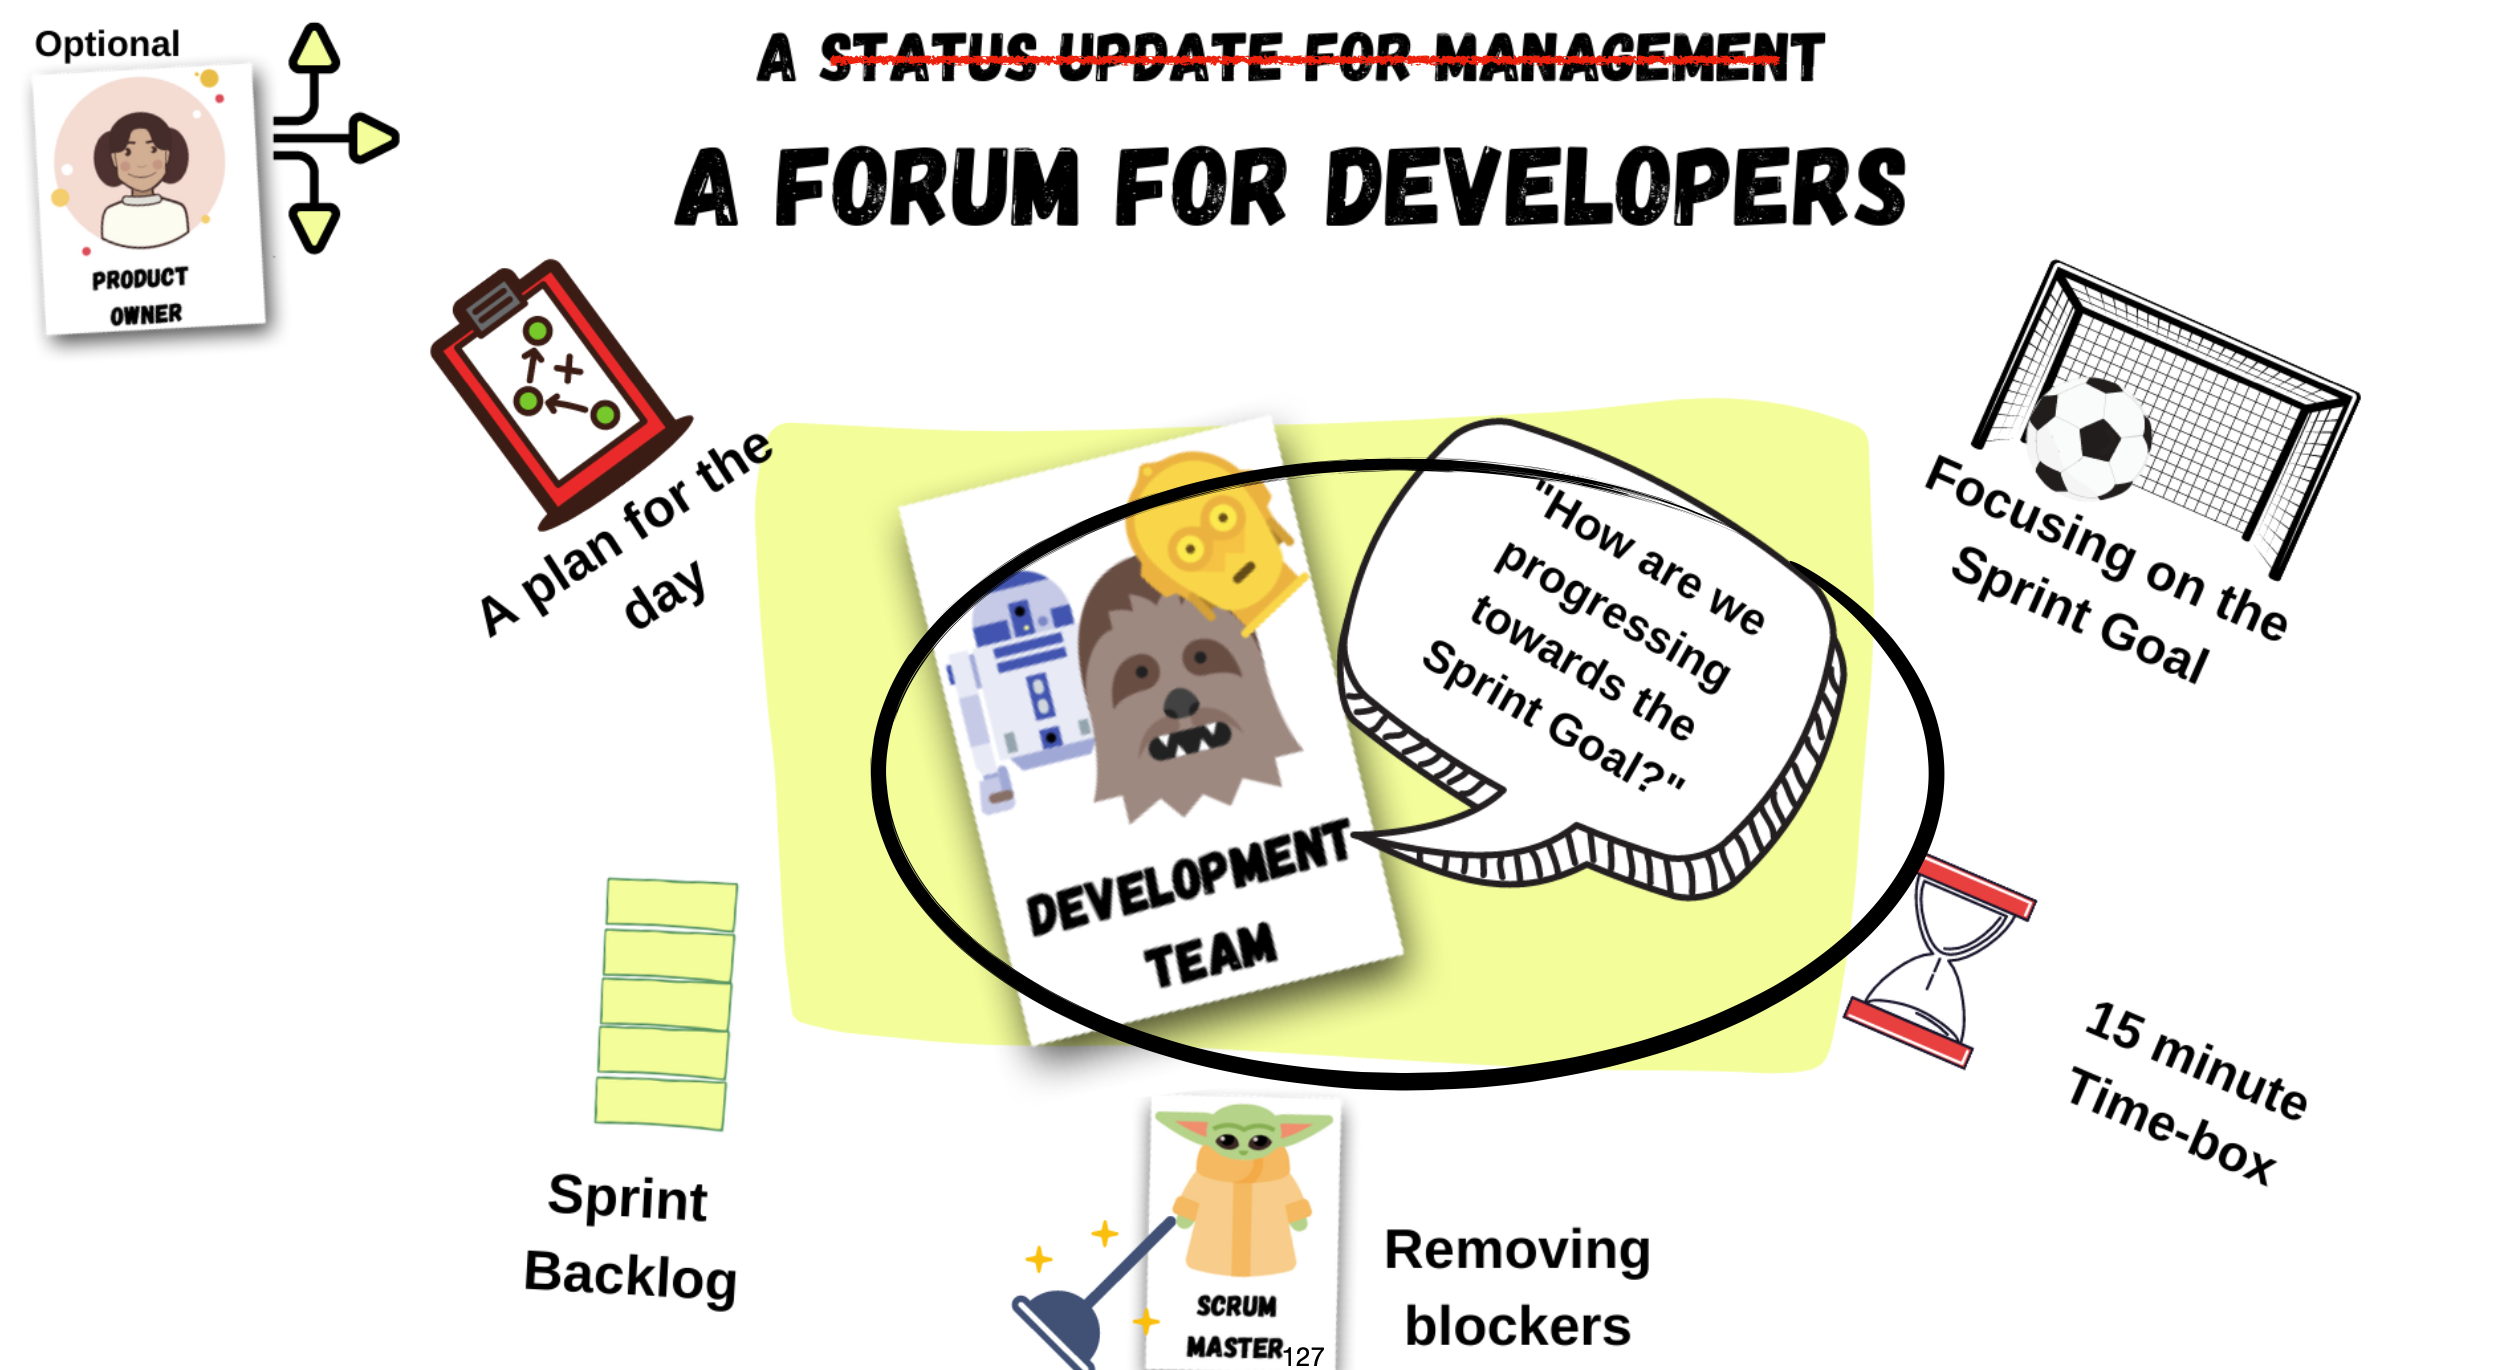 Optional
A STATUS UPDATE FOR MANAGEMENT
A FORUM FOR DEVELOPERS
PRODUCT
OWNER
A plan for the
day
"How are we
progressing
towards the
Sprint Goal?"
Focusing on the
Sprint Goal
DEVELOPMENT
TEAM
15 minute
Time-box
Sprint
Backlog
Removing
blockers
SCRUM
MASTER
127